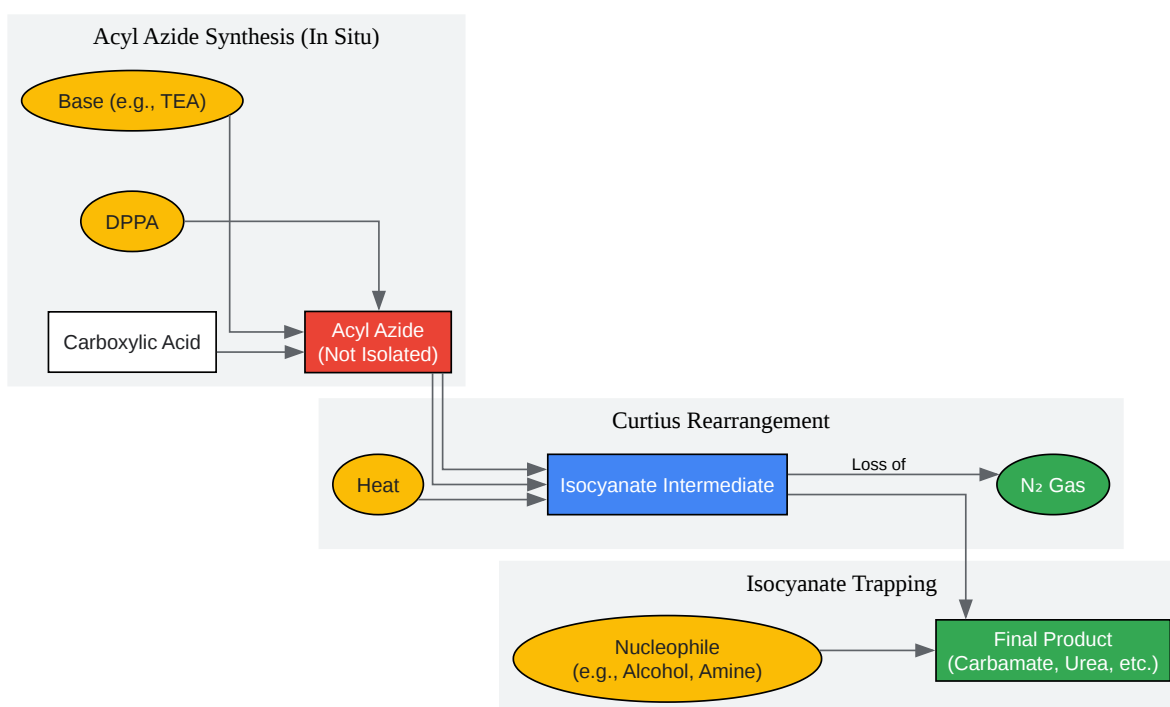 Acyl Azide Synthesis (In Situ)
Base (e.g., TEA)
DPPA
Carboxylic Acid
Acyl Azide
(Not Isolated)
Curtius Rearrangement
Heat
Isocyanate Intermediate
Loss of
N₂ Gas
Isocyanate Trapping
Nucleophile
(e.g., Alcohol, Amine)
Final Product
(Carbamate, Urea, etc.)